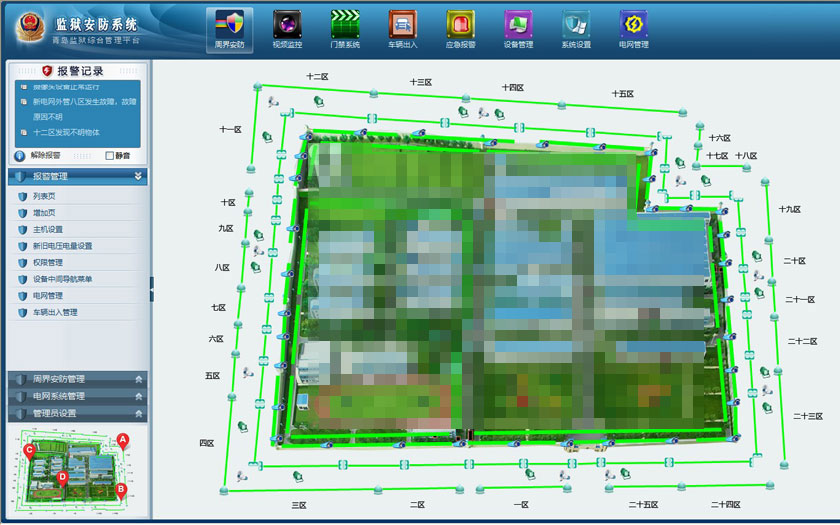 监狱安防系统
青岛监狱综合管理平台
周界安防
视频监控
门禁系统
车辆出入
应急报警
设备管理
系统设置
电网管理
报警记录
摄像头设备正常运行
新电网外管八区发生故障,故障
原因不明
十二区发现不明物体
解除报警
静音
报警管理
列表页
增加页
主机设置
新旧电压电量设置
权限管理
设备中间导航菜单
电网管理
车辆出入管理
周界安防管理
电网系统管理
管理员设置
A
C
D
B
十二区
十三区
十四区
十五区
十一区
十六区
十七区
十八区
十区
十九区
九区
八区
二十区
七区
二十一区
六区
二十二区
五区
二十三区
四区
三区
二区
一区
二十五区
二十四区